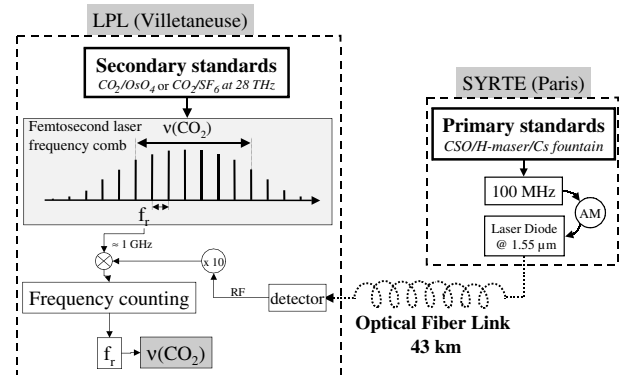 LPL (Villetaneuse)
Secondary standards
CO2/OsO4 or CO2/SF6 at 28 THz
Femtosecond laser
frequency comb
ν(CO2)
fr
≈ 1 GHz
x 10
RF
detector
Frequency counting
fr
ν(CO2)
SYRTE (Paris)
Primary standards
CSO/H-maser/Cs fountain
100 MHz
AM
Laser Diode
@ 1.55 µm
Optical Fiber Link
43 km